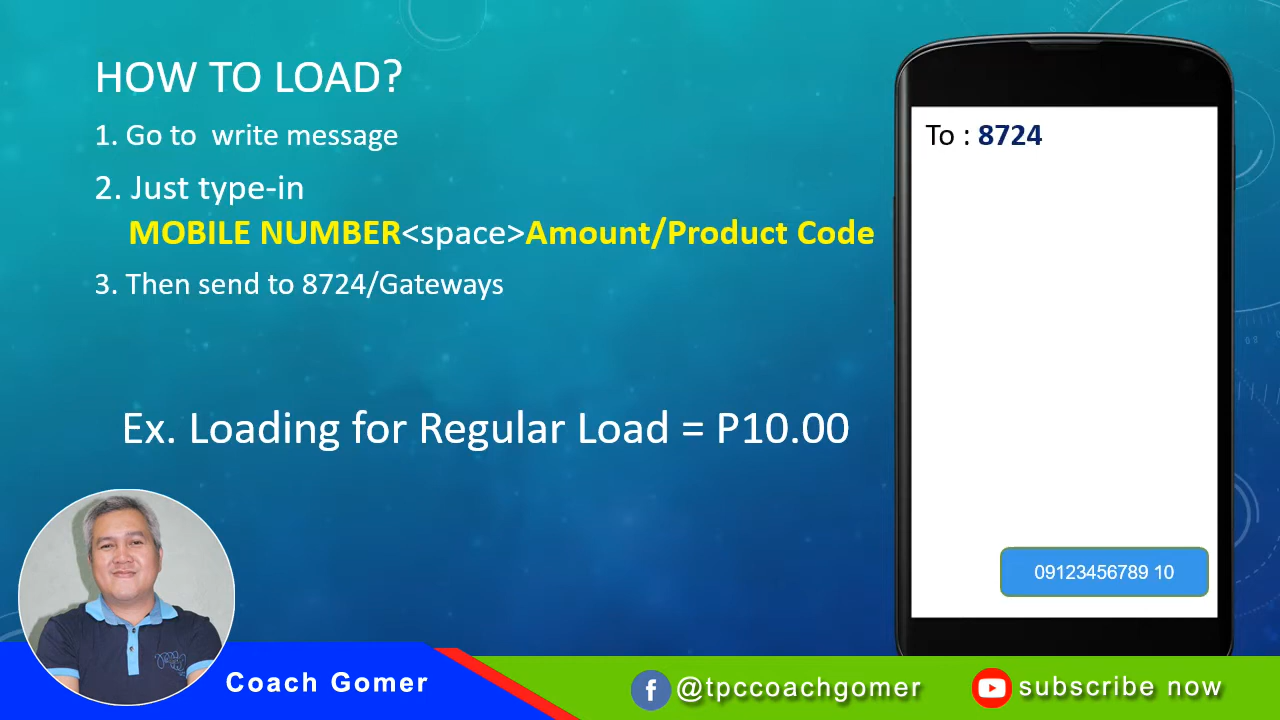 HOW TO LOAD?
1. Go to  write message
2. Just type-in
MOBILE NUMBER<space>Amount/Product Code
3. Then send to 8724/Gateways
Ex. Loading for Regular Load = P10.00
To : 8724
09123456789 10
Coach Gomer
f @tpccoachgomer
subscribe now